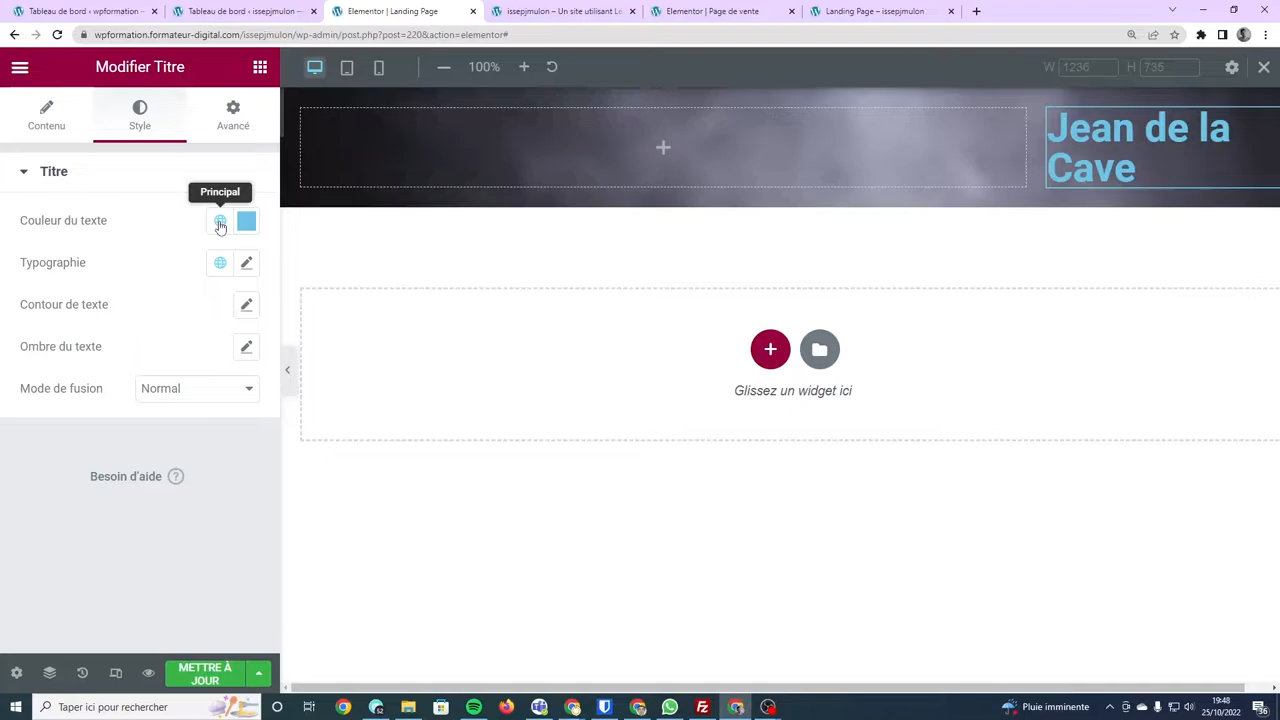 Tableau de bord ‹ issepjmulon
Tableau de bord ‹ issepjmulon —
Elementor | Landing Page
issepjmulon – Un site utilisant Le
Elementor | Page de vente
Landing Page – issepjmulon
wpformation.formateur-digital.com/issepjmulon/wp-admin/post.php?post=220&action=elementor#
Modifier Titre
100%
W 1236 H 735
Contenu
Style
Avancé
Titre
Principal
Couleur du texte
Typographie
Contour de texte
Ombre du texte
Mode de fusion
Normal
Besoin d'aide ?
Jean de la
Cave
Glissez un widget ici
METTRE À
JOUR
Taper ici pour rechercher
Pluie imminente
19:48
25/10/2022